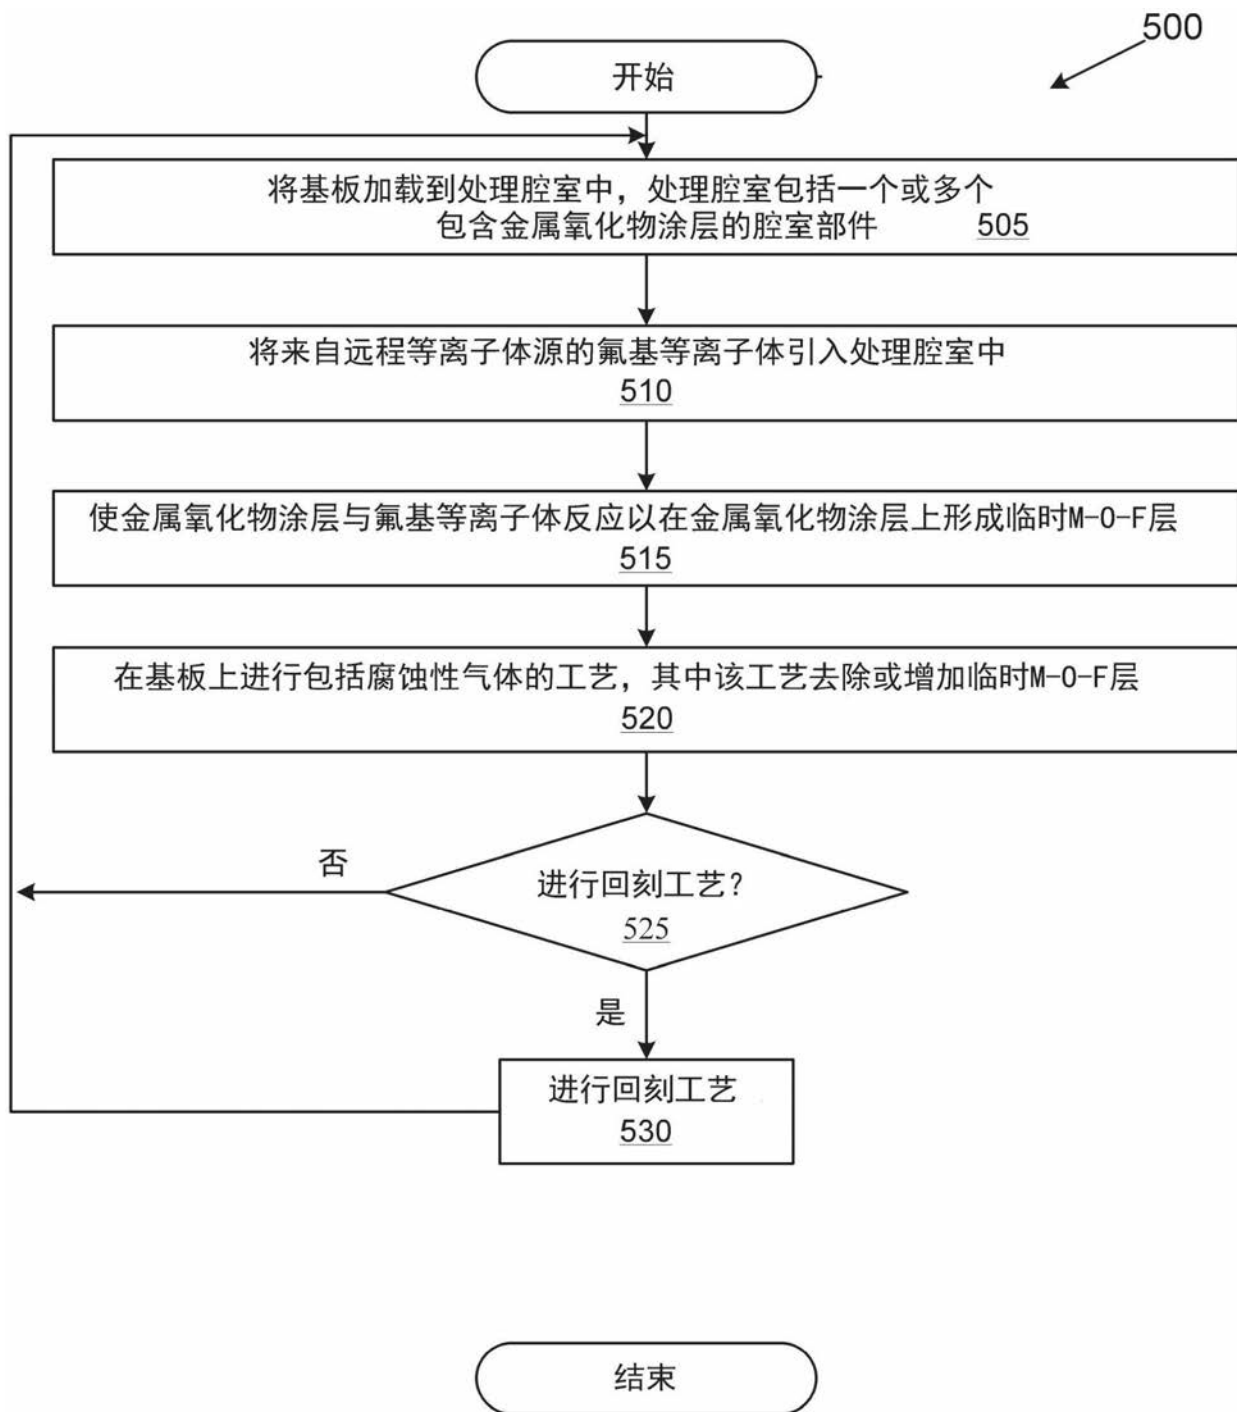 500
开始
将基板加载到处理腔室中，处理腔室包括一个或多个
包含金属氧化物涂层的腔室部件 505
将来自远程等离子体源的氟基等离子体引入处理腔室中
510
使金属氧化物涂层与氟基等离子体反应以在金属氧化物涂层上形成临时M-O-F层
515
在基板上进行包括腐蚀性气体的工艺，其中该工艺去除或增加临时M-O-F层
520
否
进行回刻工艺？
525
是
进行回刻工艺
530
结束